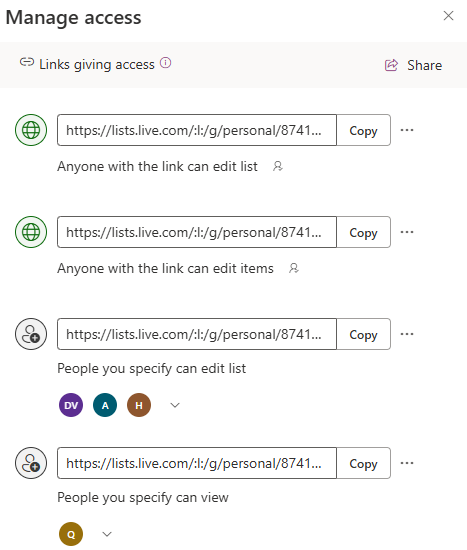 Manage access
Links giving access
Share
https://lists.live.com/:l:/g/personal/8741...
Copy
Anyone with the link can edit list
https://lists.live.com/:l:/g/personal/8741...
Copy
Anyone with the link can edit items
https://lists.live.com/:l:/g/personal/8741...
Copy
People you specify can edit list
DV A H
https://lists.live.com/:l:/g/personal/8741...
Copy
People you specify can view
Q